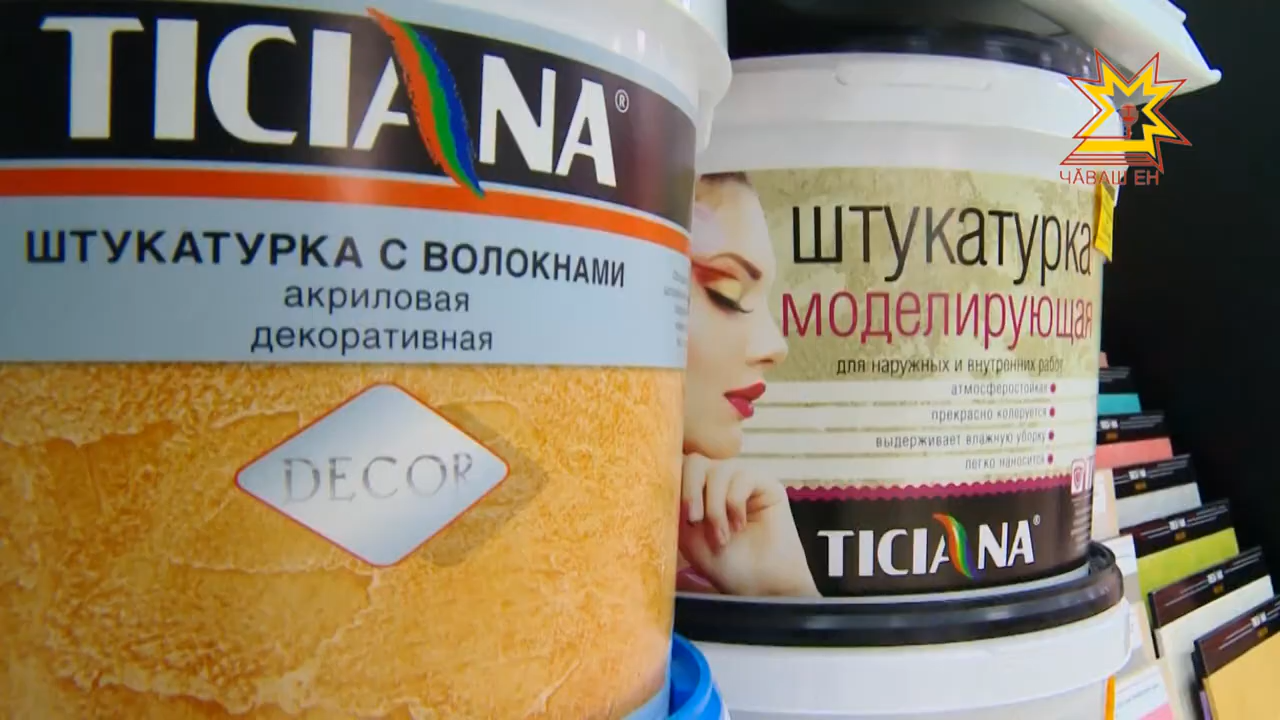 TICIANA®
ШТУКАТУРКА С ВОЛОКНАМИ
акриловая
декоративная
DECOR
штукатурка
моделирующая
для наружных и внутренних работ
атмосферостойкая
прекрасно колеруется
выдерживает влажную уборку
легко наносится
TICIANA®
ЧӐВАШ ЕН